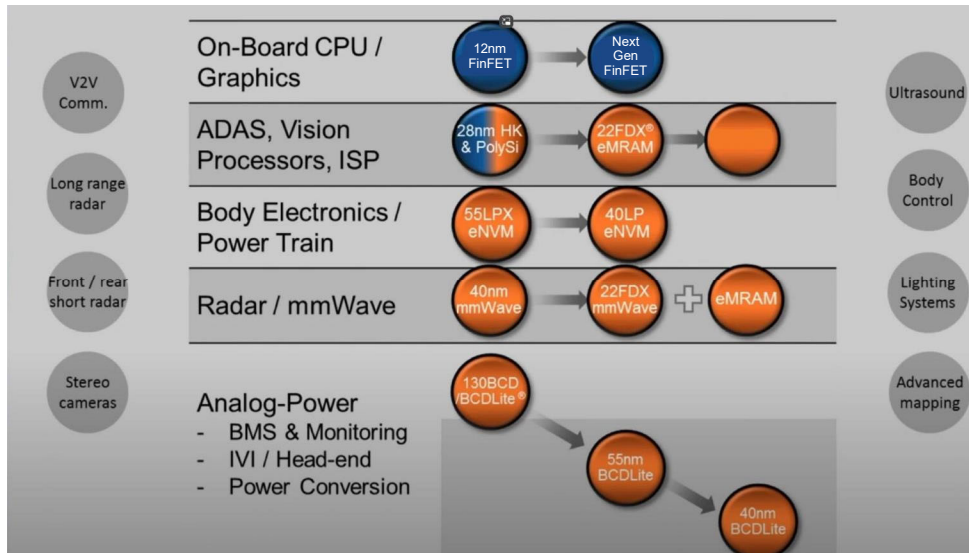 V2V
Comm.
Long range
radar
Front / rear
short radar
Stereo
cameras
On-Board CPU /
Graphics
12nm
FinFET
Next
Gen
FinFET
ADAS, Vision
Processors, ISP
28nm HK
& PolySi
22FDX®
eMRAM
Body Electronics /
Power Train
55LPX
eNVM
40LP
eNVM
Radar / mmWave
40nm
mmWave
22FDX
mmWave
eMRAM
Analog-Power
- BMS & Monitoring
- IVI / Head-end
- Power Conversion
130BCD
/BCDLite®
55nm
BCDLite
40nm
BCDLite
Ultrasound
Body
Control
Lighting
Systems
Advanced
mapping